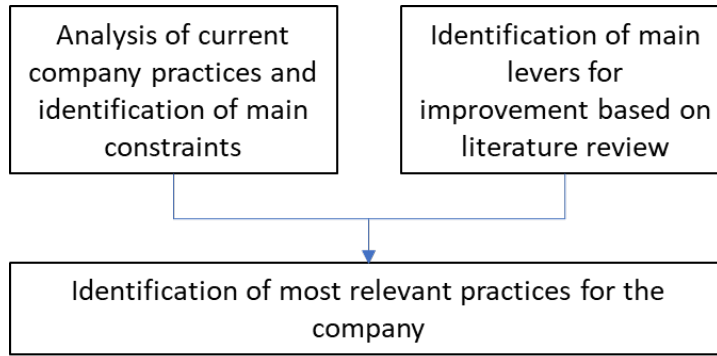 Analysis of current
company practices and
identification of main
constraints
Identification of main
levers for
improvement based on
literature review
Identification of most relevant practices for the
company